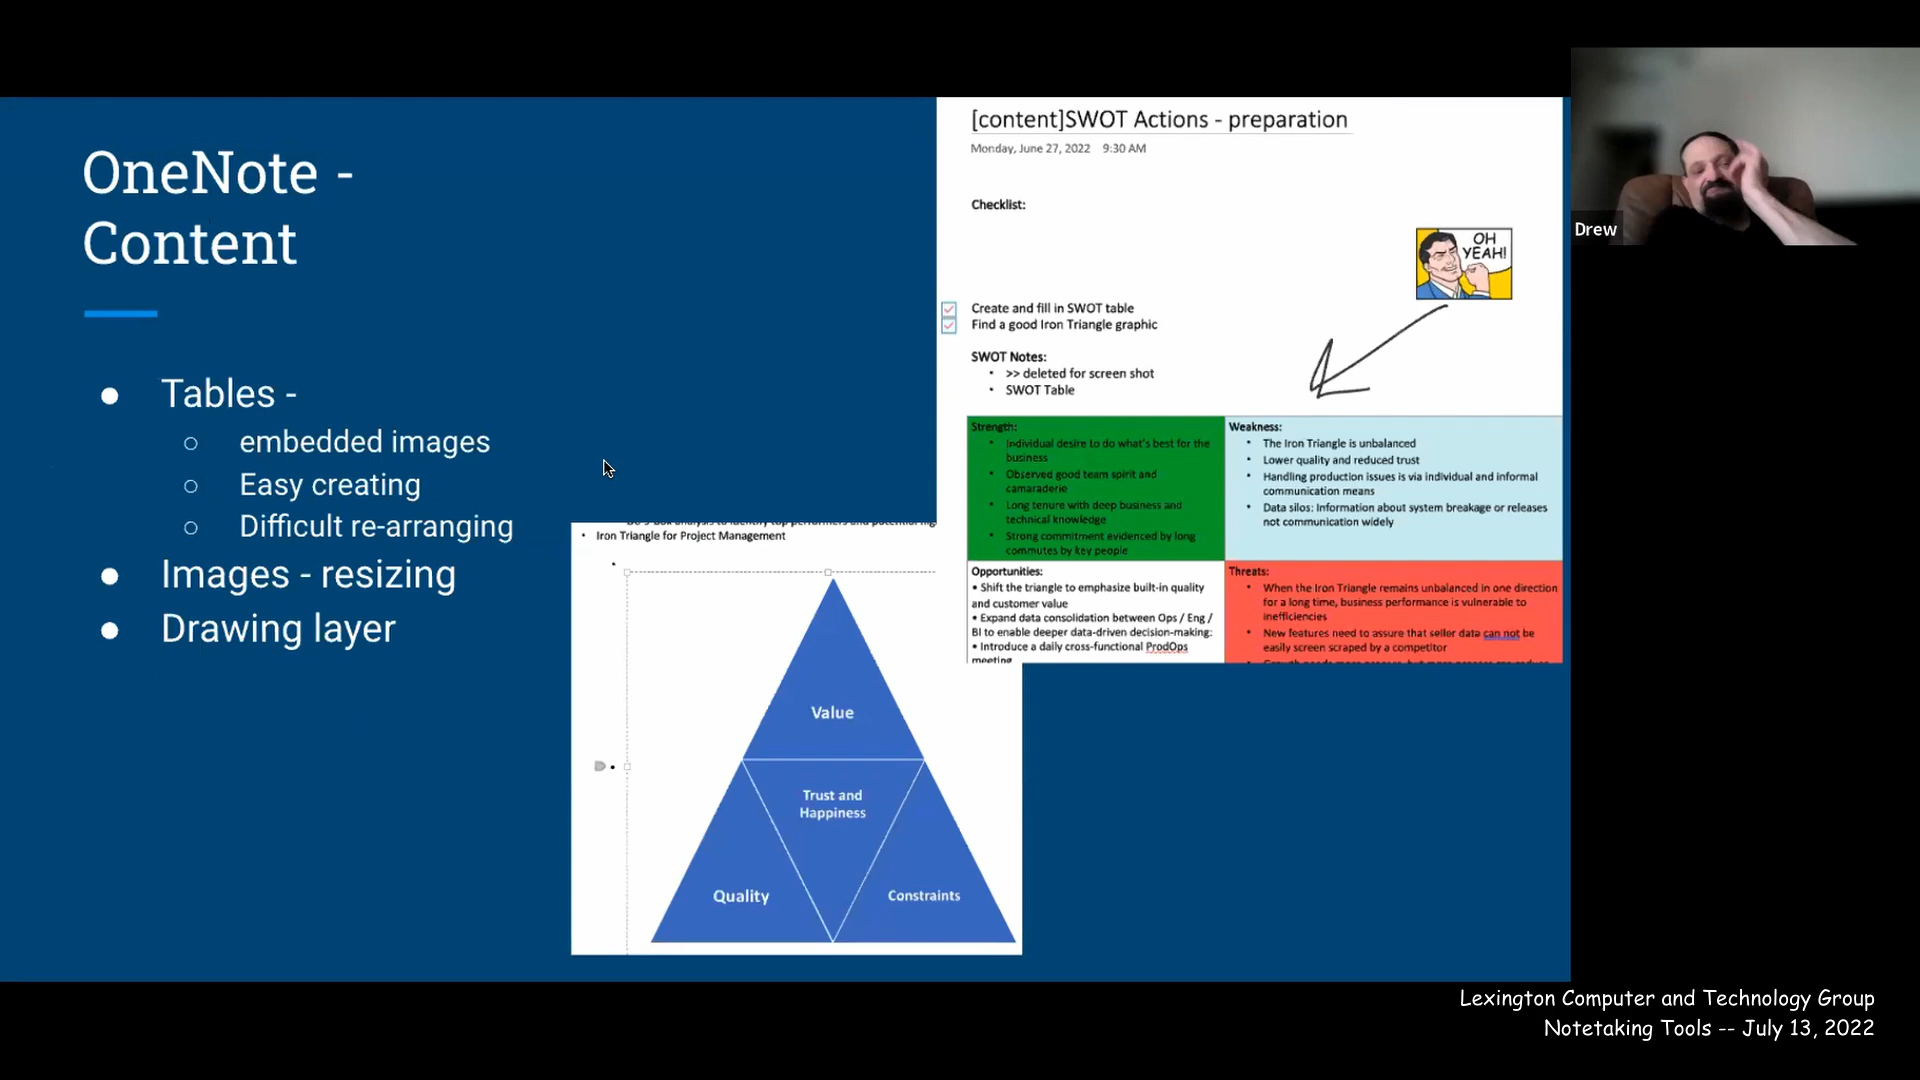 OneNote -
Content
● Tables -
○ embedded images
○ Easy creating
○ Difficult re-arranging
● Images - resizing
● Drawing layer
• Iron Triangle for Project Management
Value
Trust and
Happiness
Quality
Constraints
[content]SWOT Actions - preparation
Monday, June 27, 2022 9:30 AM
Checklist:
OH
YEAH!
Create and fill in SWOT table
Find a good Iron Triangle graphic
SWOT Notes:
• >> deleted for screen shot
• SWOT Table
Strength:
• Individual desire to do what's best for the
business
• Observed good team spirit and
camaraderie
• Long tenure with deep business and
technical knowledge
• Strong commitment evidenced by long
commutes by key people
Weakness:
• The Iron Triangle is unbalanced
• Lower quality and reduced trust
• Handling production issues is via individual and informal
communication means
• Data silos: Information about system breakage or releases
not communication widely
Opportunities:
• Shift the triangle to emphasize built-in quality
and customer value
• Expand data consolidation between Ops / Eng /
BI to enable deeper data-driven decision-making:
• Introduce a daily cross-functional ProdOps
meeting
Threats:
• When the Iron Triangle remains unbalanced in one direction
for a long time, business performance is vulnerable to
inefficiencies
• New features need to assure that seller data can not be
easily screen scraped by a competitor
Drew
Lexington Computer and Technology Group
Notetaking Tools -- July 13, 2022